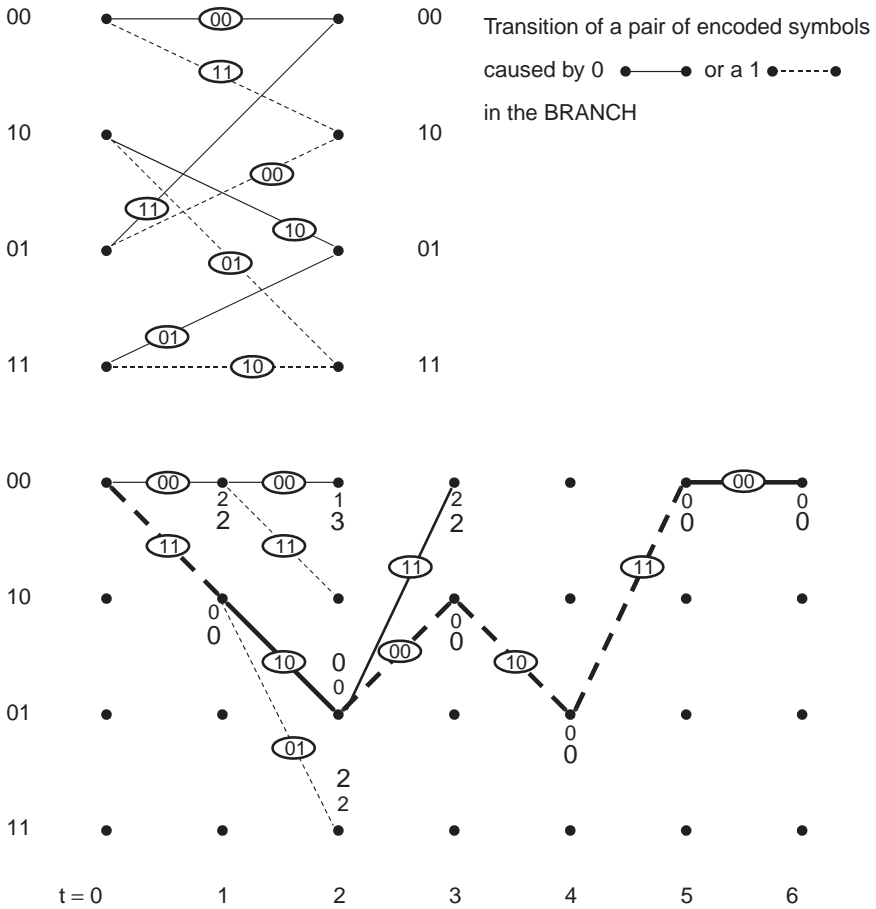 00 00 00 Transition of a pair of encoded symbols
11 caused by 0 or a 1
in the BRANCH
10 10
00
11
10
01 01
01
01
11 10 11
00 00 00 00
2 1 2 0 0
2 3 2 0 0
11 11 11 11
10
0 0
0 0
10 0 00 10
0
01
0
0
01
2
2
11
t = 0 1 2 3 4 5 6